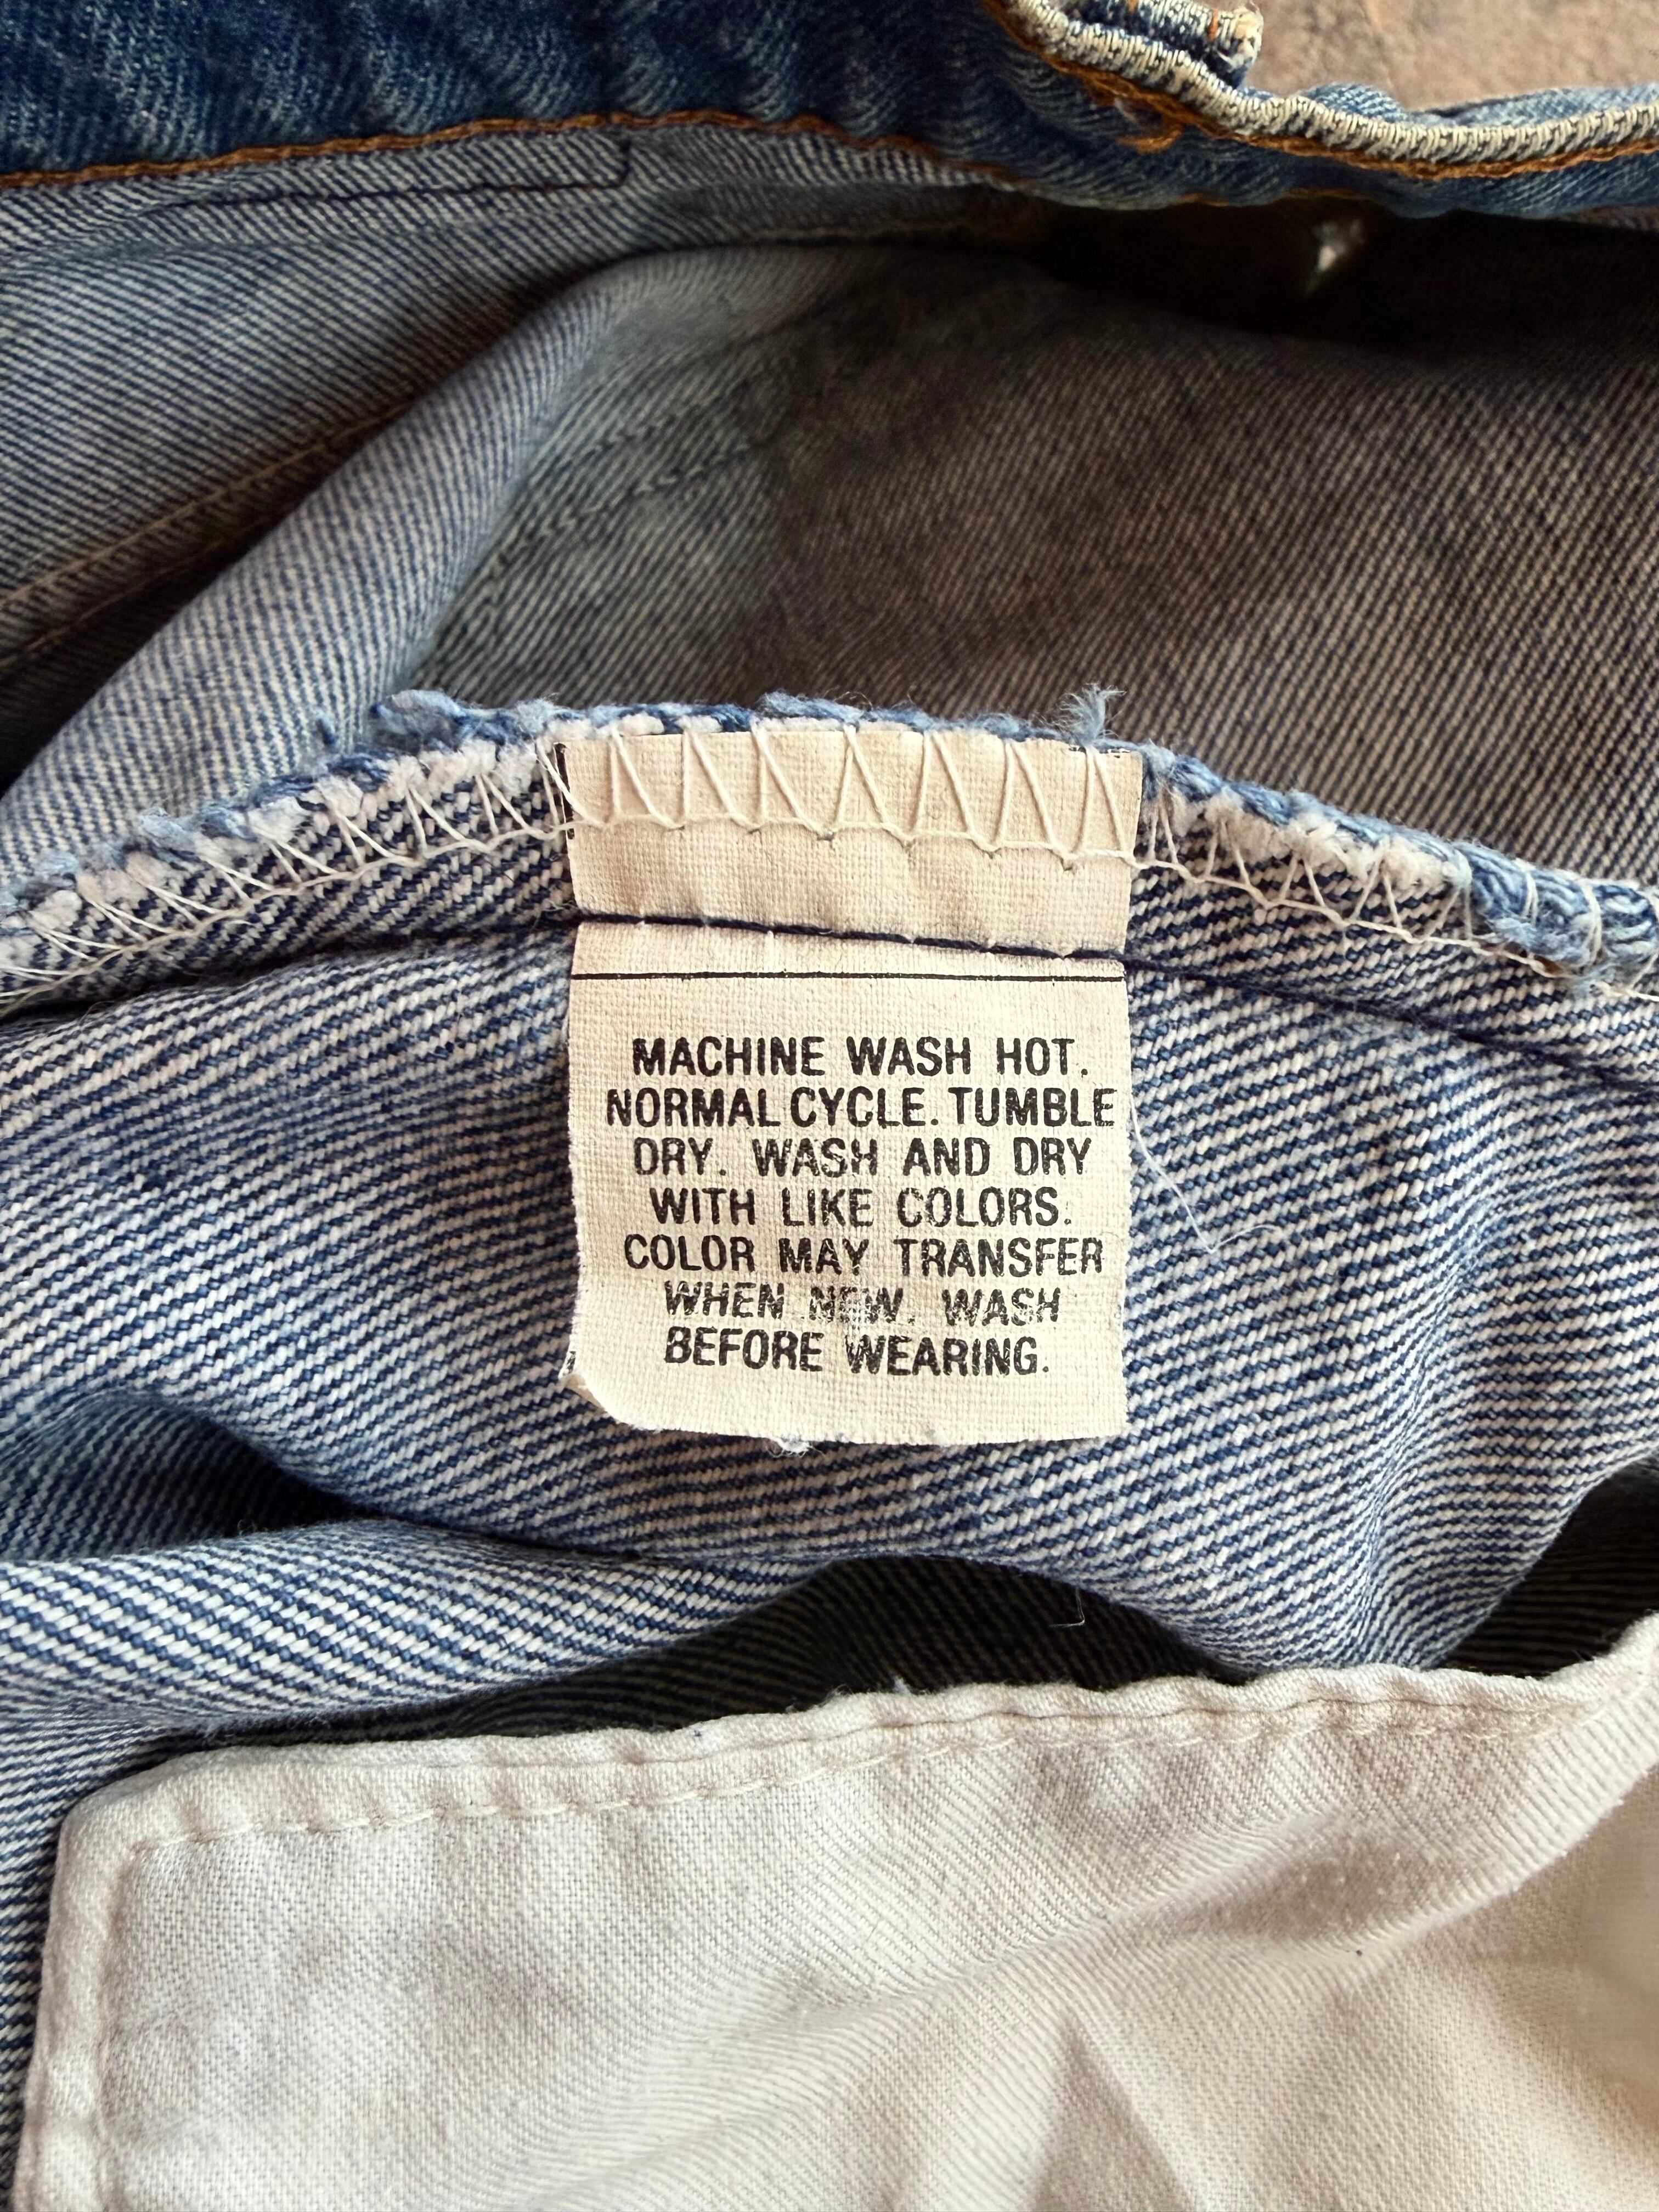 MACHINE WASH HOT.
NORMAL CYCLE. TUMBLE
DRY. WASH AND DRY
WITH LIKE COLORS.
COLOR MAY TRANSFER
WHEN NEW. WASH
BEFORE WEARING.